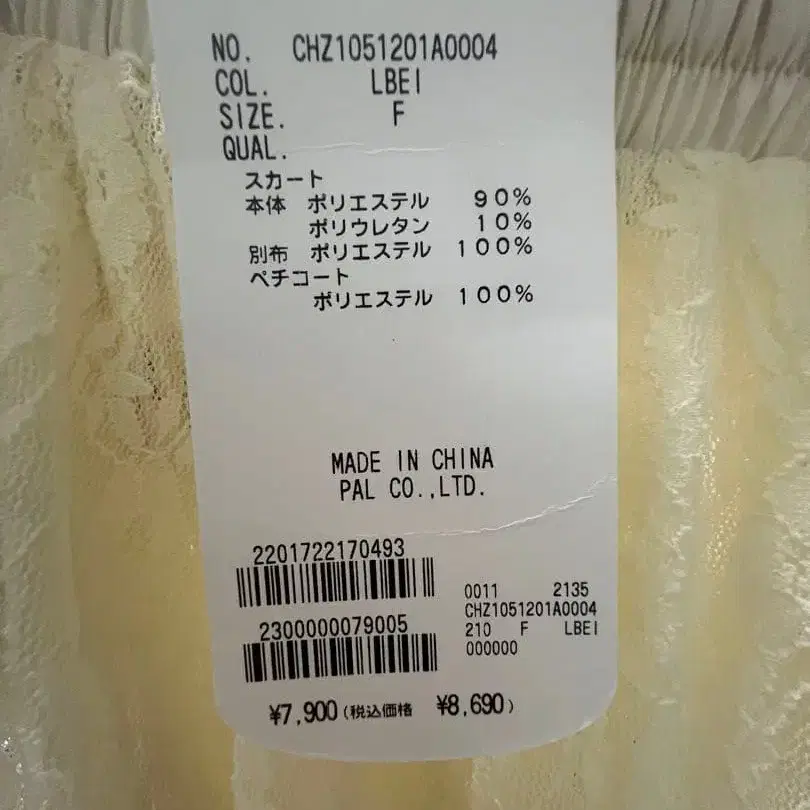 NO. CHZ1051201A0004
COL. LBEI
SIZE. F
QUAL.
スカート
本体 ポリエステル 90%
ポリウレタン 10%
別布 ポリエステル 100%
ペチコート
ポリエステル 100%
MADE IN CHINA
PAL CO.,LTD.
2201722170493
2300000079005
0011 2135
CHZ1051201A0004
210 F LBEI
000000
¥7,900 (税込価格 ¥8,690)